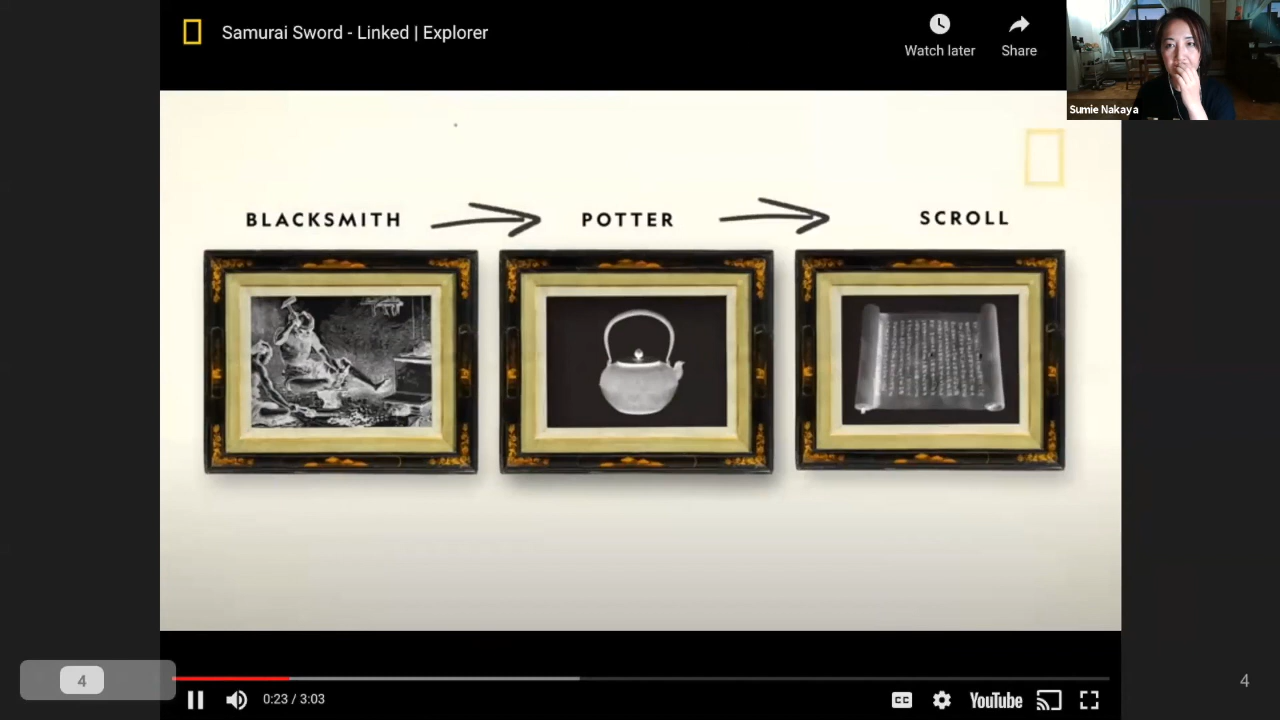 Samurai Sword - Linked | Explorer
Watch later
Share
Sumie Nakaya
BLACKSMITH
POTTER
SCROLL
4
0:23 / 3:03
CC
YouTube
4